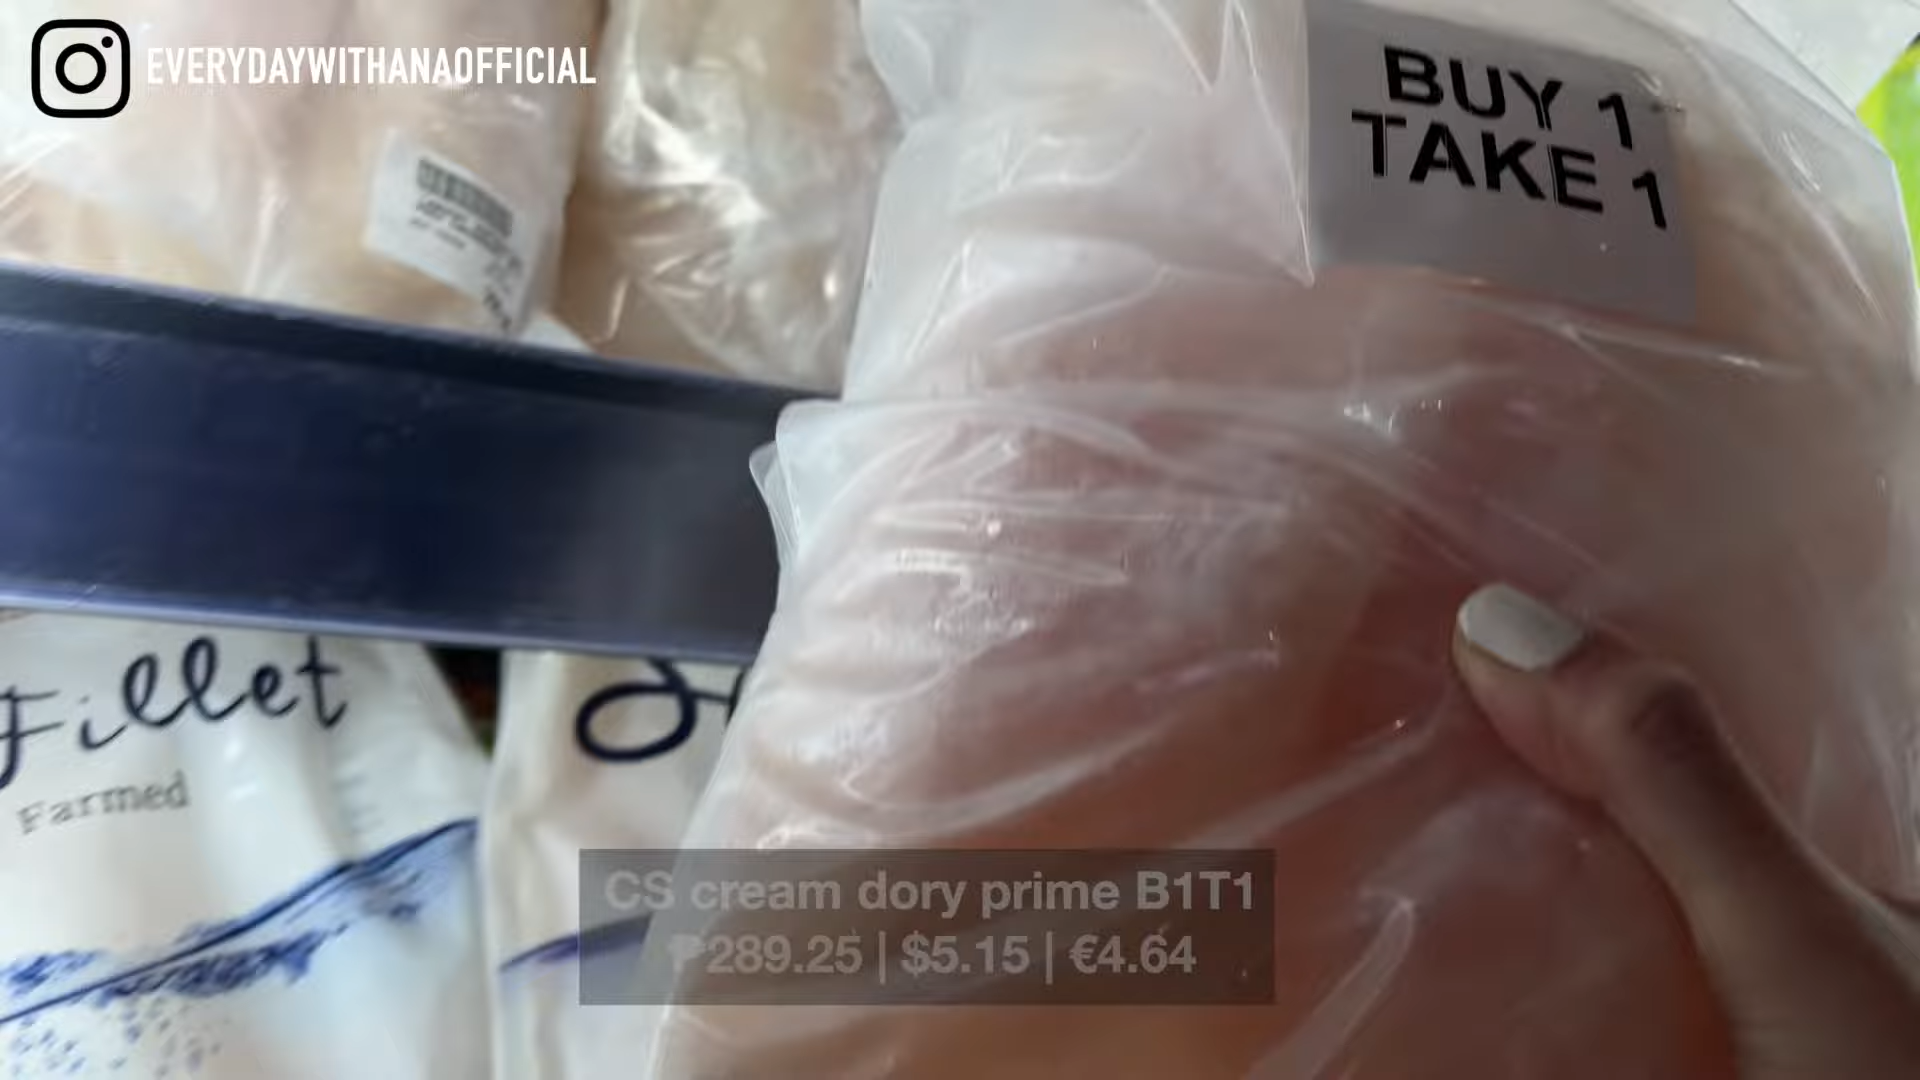 EVERYDAYWITHANAOFFICIAL
BUY 1
TAKE 1
Fillet
Farmed
CS cream dory prime B1T1
₱289.25 | $5.15 | €4.64